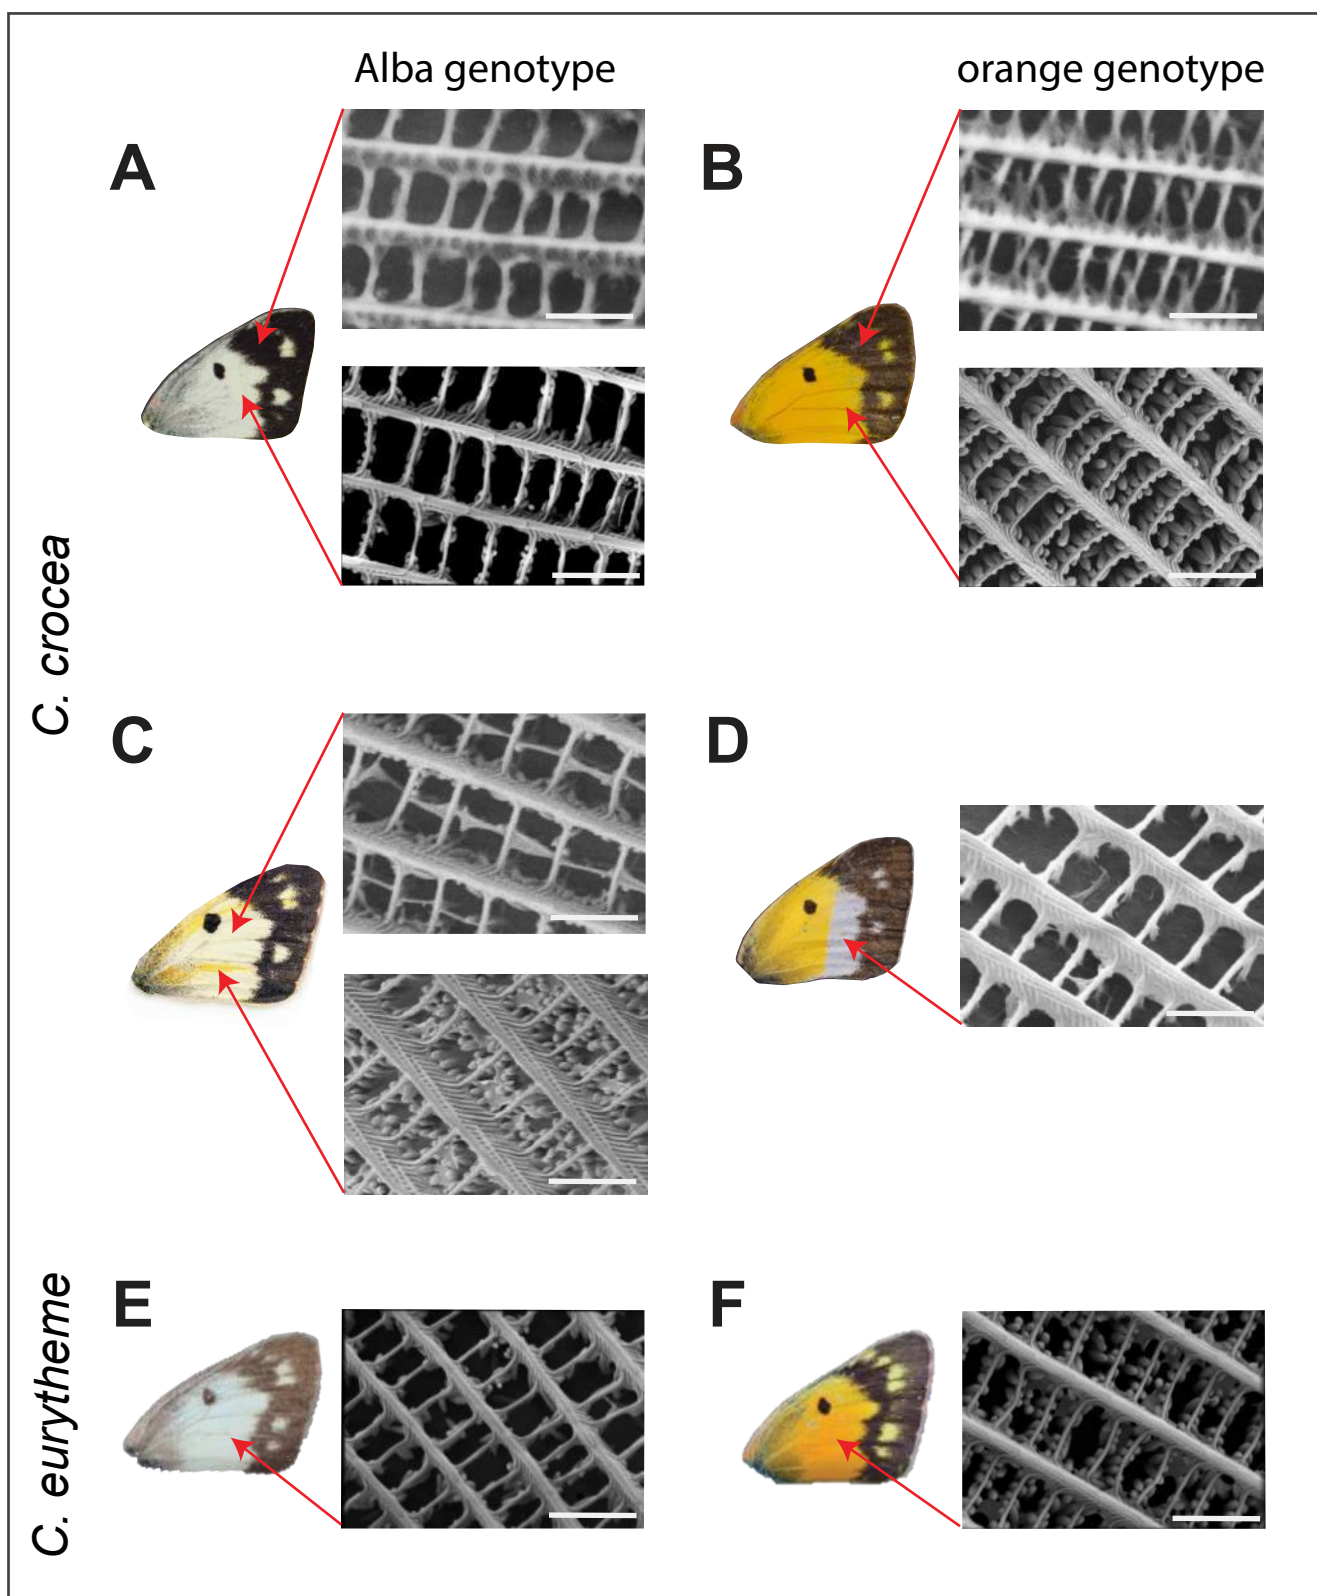 Alba genotype
orange genotype
A
B
C. crocea
C
D
E
F
C. eurytheme